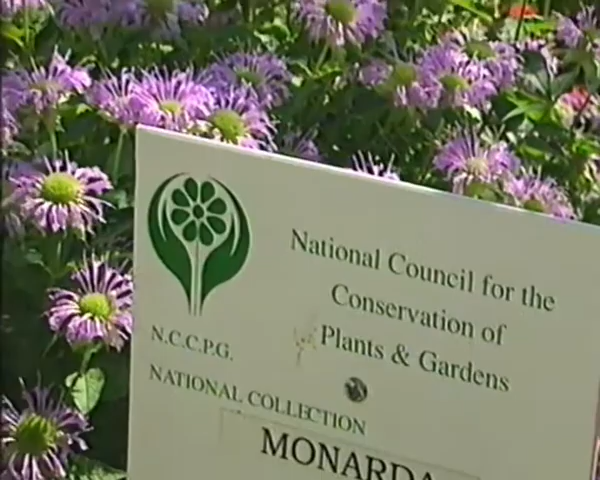 National Council for the
Conservation of
Plants & Gardens
N.C.C.P.G.
NATIONAL COLLECTION
MONARDA